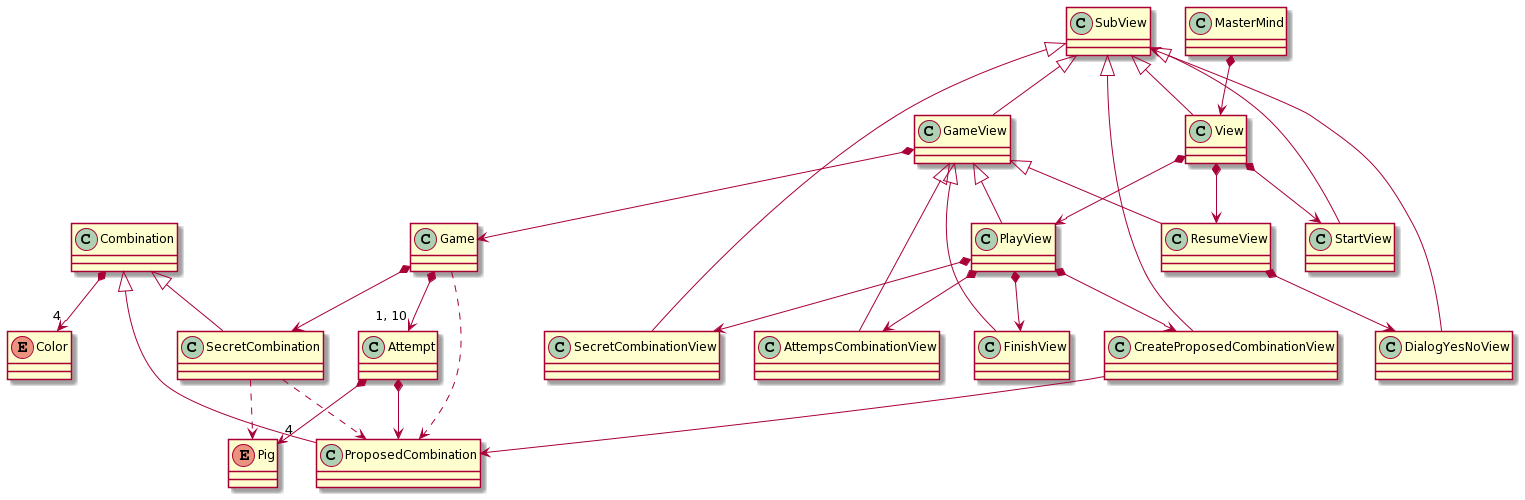 C SubView
C MasterMind
C GameView
C View
C Combination
C Game
C PlayView
C ResumeView
C StartView
4
1, 10
E Color
C SecretCombination
C Attempt
C SecretCombinationView
C AttempsCombinationView
C FinishView
C CreateProposedCombinationView
C DialogYesNoView
4
E Pig
C ProposedCombination